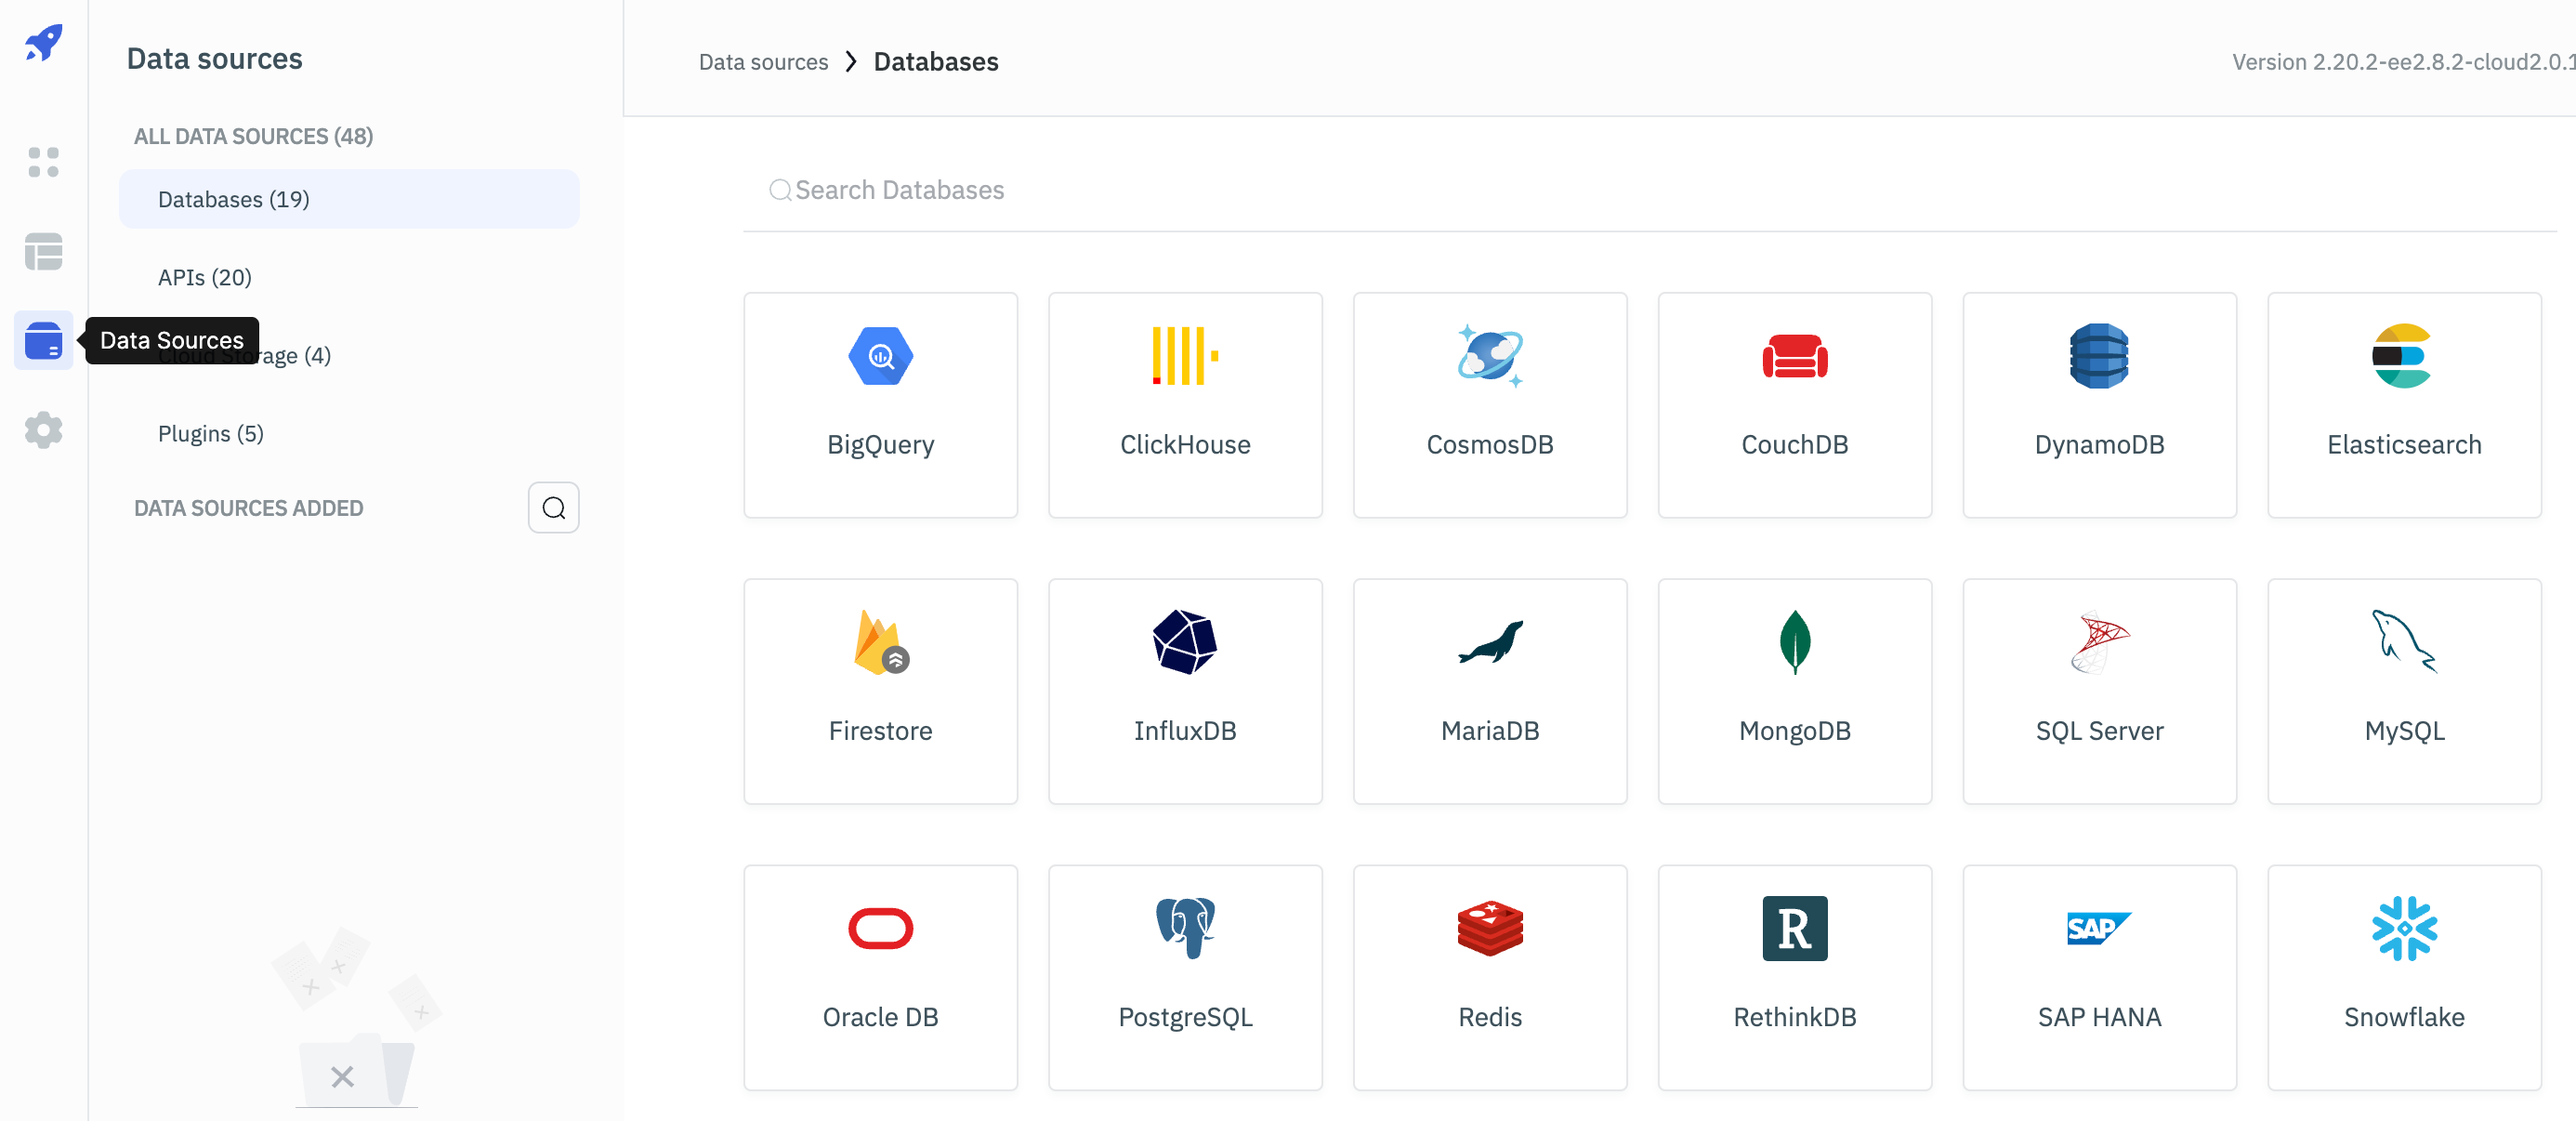 Data sources
ALL DATA SOURCES (48)
Databases (19)
APIs (20)
Data Sources
Cloud Storage (4)
Plugins (5)
DATA SOURCES ADDED
Data sources > Databases
Version 2.20.2-ee2.8.2-cloud2.0.1
Search Databases
BigQuery ClickHouse CosmosDB CouchDB DynamoDB Elasticsearch
Firestore InfluxDB MariaDB MongoDB SQL Server MySQL
R SAP
Oracle DB PostgreSQL Redis RethinkDB SAP HANA Snowflake